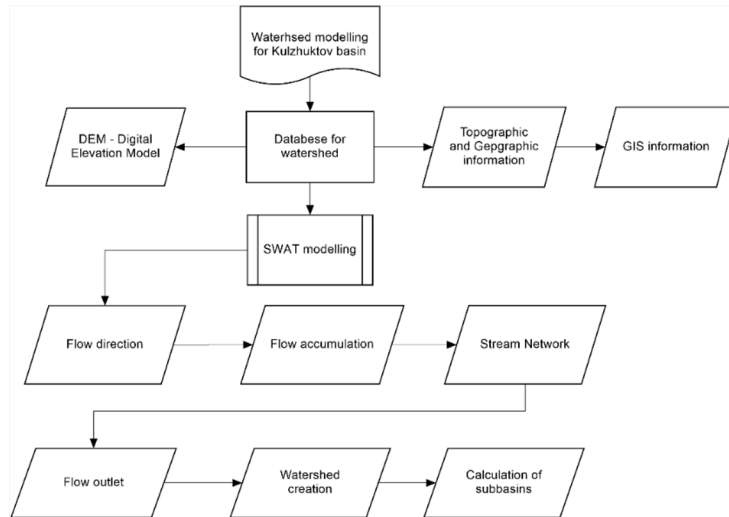 Waterhsed modelling
for Kulzhuktov basin
DEM - Digital
Elevation Model
Databese for
watershed
Topographic
and Gepgraphic
information
GIS information
SWAT modelling
Flow direction
Flow accumulation
Stream Network
Flow outlet
Watershed
creation
Calculation of
subbasins